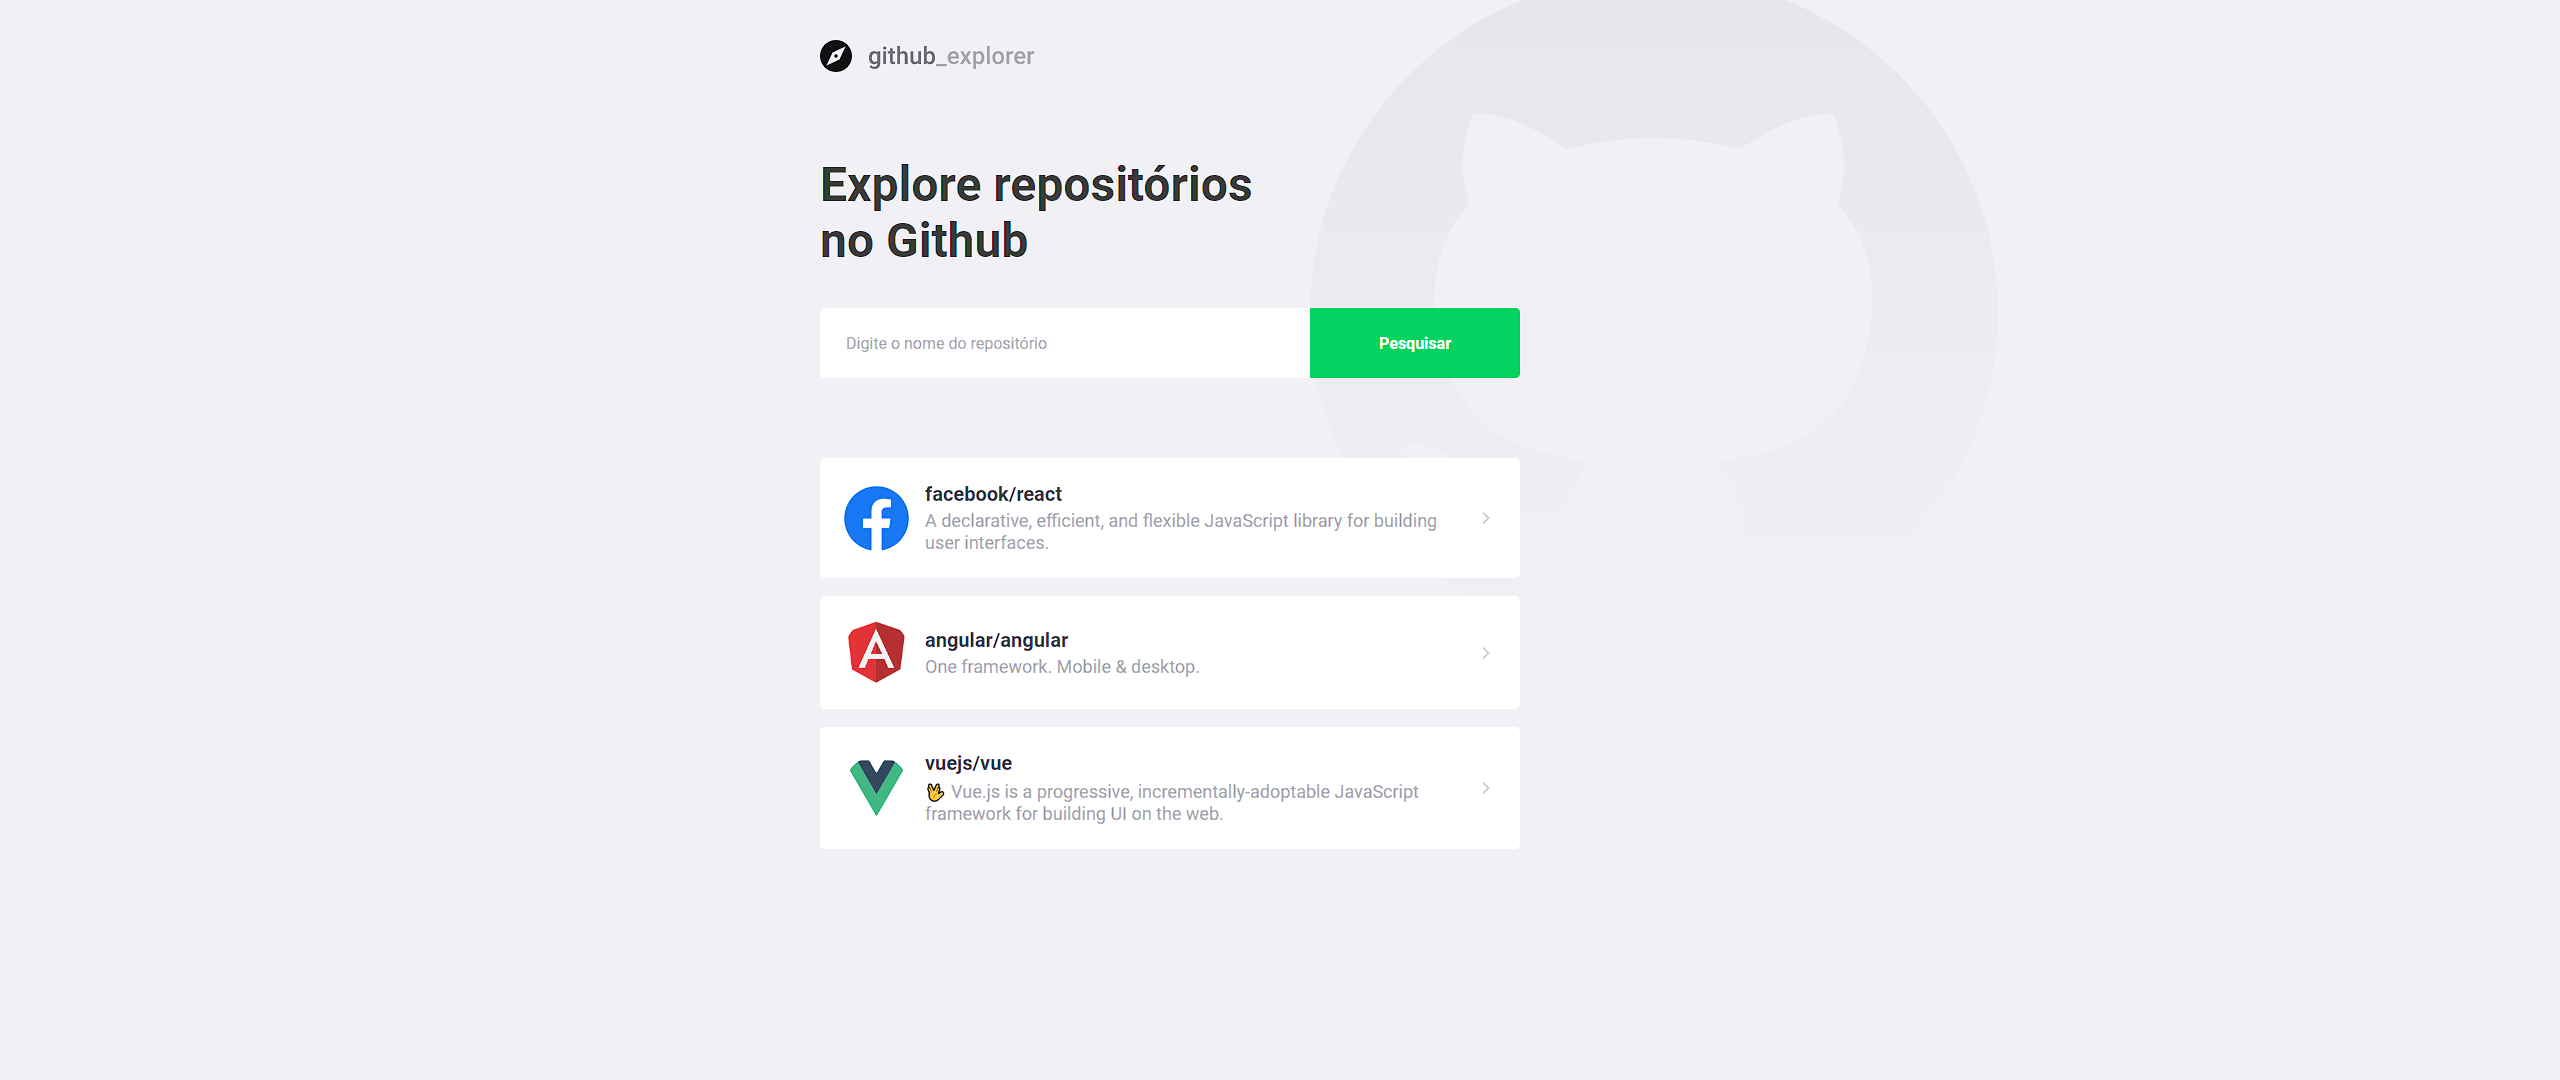 github_explorer
Explore repositórios
no Github
Digite o nome do repositório
Pesquisar
facebook/react
A declarative, efficient, and flexible JavaScript library for building
user interfaces.
angular/angular
One framework. Mobile & desktop.
vuejs/vue
🖖 Vue.js is a progressive, incrementally-adoptable JavaScript
framework for building UI on the web.